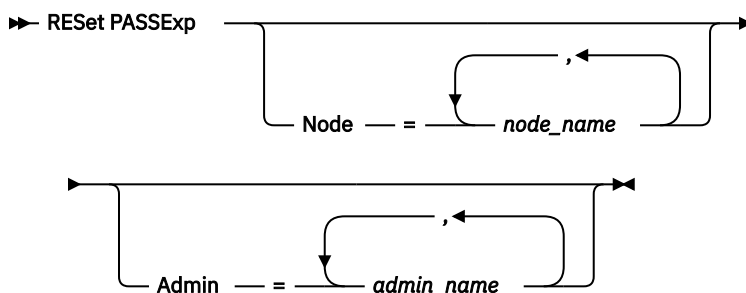 RESet PASSExp
,
Node = node_name
,
Admin = admin_name